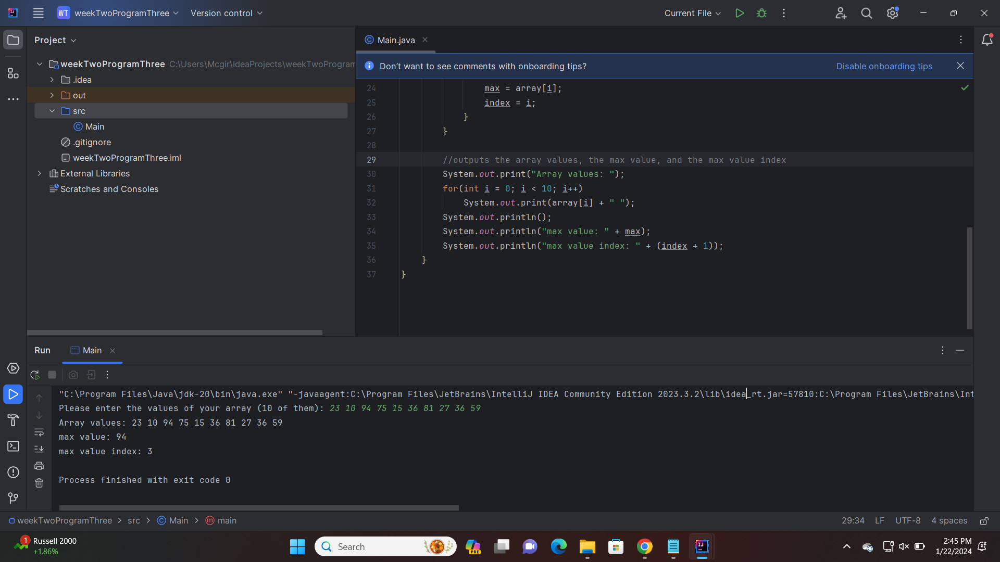 WT weekTwoProgramThree Version control Current File
Project
weekTwoProgramThree C:\Users\Mcgir\IdeaProjects\weekTwoProgram
.idea
out
src
Main
.gitignore
weekTwoProgramThree.iml
External Libraries
Scratches and Consoles
Main.java
Don't want to see comments with onboarding tips? Disable onboarding tips
24 max = array[i];
25 index = i;
26 }
27 }
28
29 //outputs the array values, the max value, and the max value index
30 System.out.print("Array values: ");
31 for(int i = 0; i < 10; i++)
32 System.out.print(array[i] + " ");
33 System.out.println();
34 System.out.println("max value: " + max);
35 System.out.println("max value index: " + (index + 1));
36 }
37 }
Run Main
"C:\Program Files\Java\jdk-20\bin\java.exe" "-javaagent:C:\Program Files\JetBrains\IntelliJ IDEA Community Edition 2023.3.2\lib\idea_rt.jar=57810:C:\Program Files\JetBrains\Int
Please enter the values of your array (10 of them): 23 10 94 75 15 36 81 27 36 59
Array values: 23 10 94 75 15 36 81 27 36 59
max value: 94
max value index: 3
Process finished with exit code 0
weekTwoProgramThree > src > Main > main 29:34 LF UTF-8 4 spaces
1 Russell 2000
+1.86%
Search
PRE
IJ
2:45 PM
1/22/2024